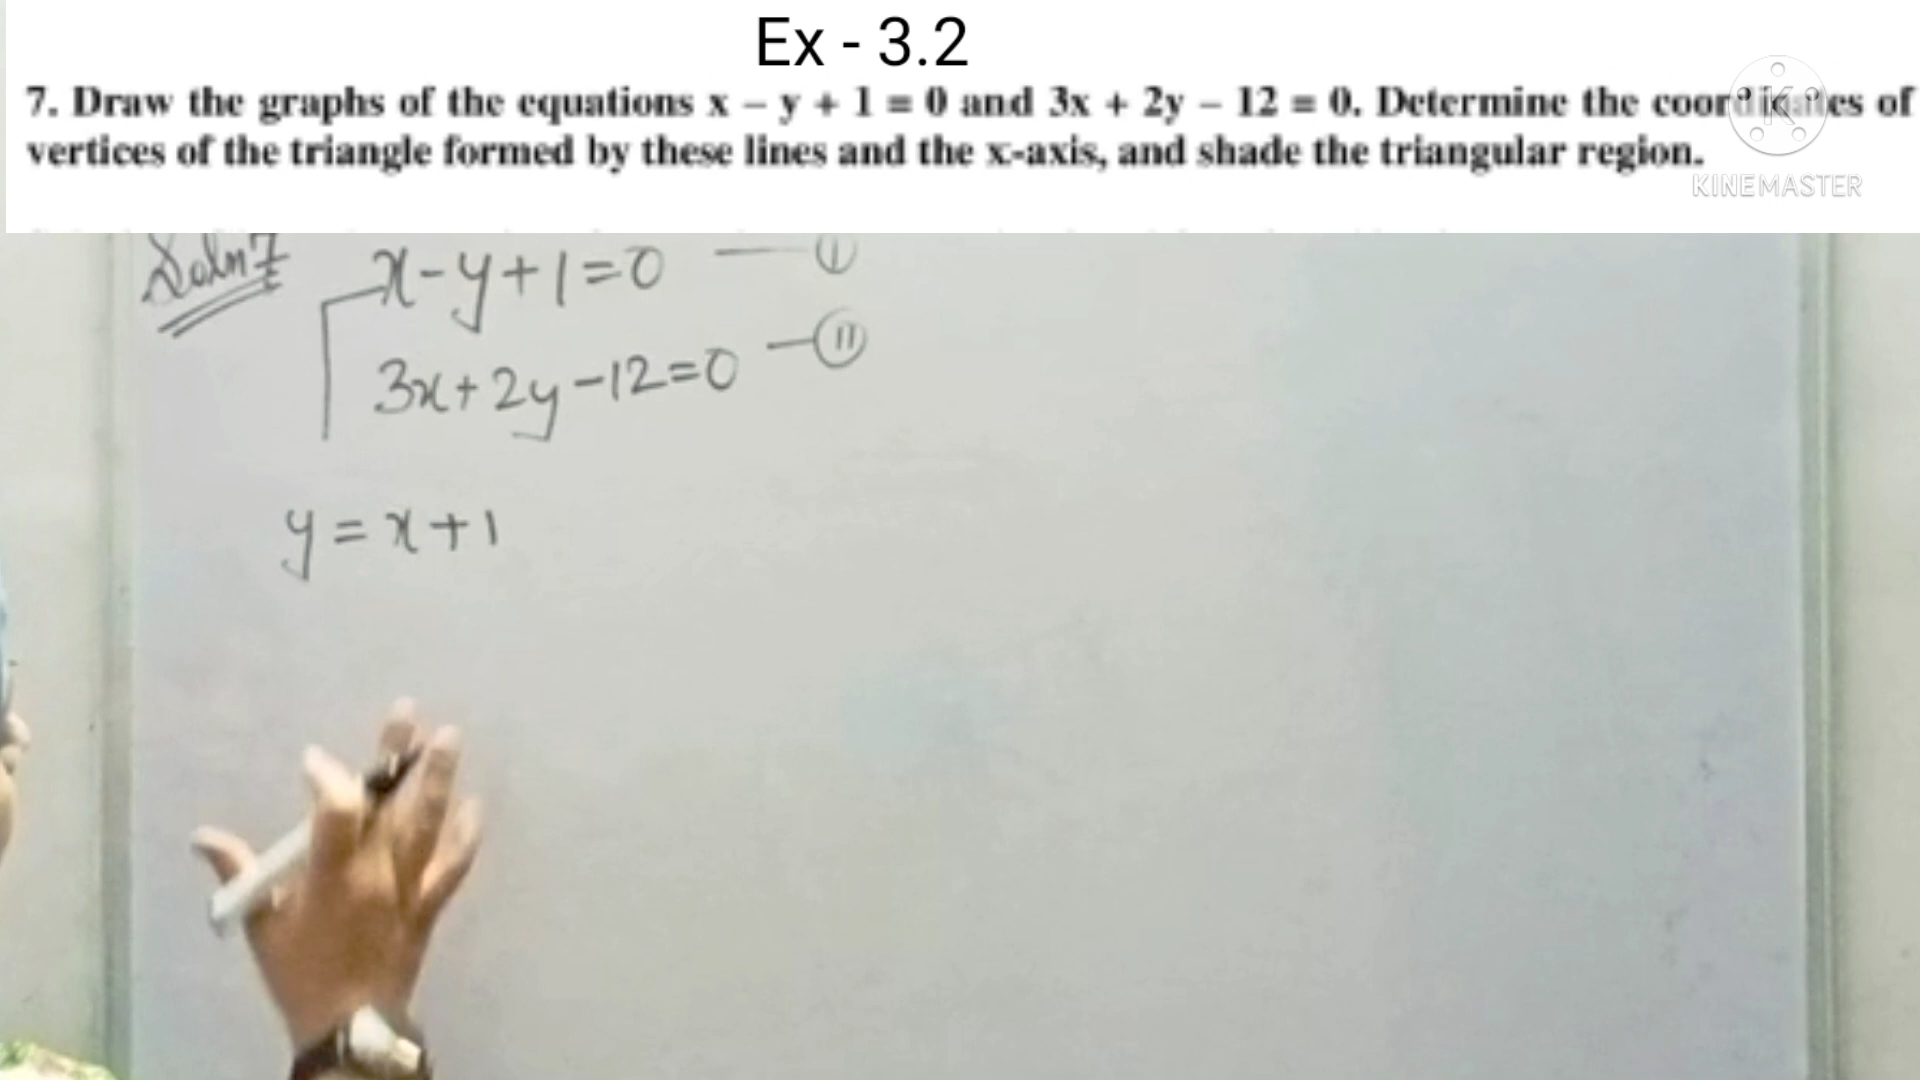 Ex - 3.2
7. Draw the graphs of the equations x – y + 1 = 0 and 3x + 2y – 12 = 0. Determine the coordinates of
vertices of the triangle formed by these lines and the x-axis, and shade the triangular region.
KINEMASTER
Soln 7 x-y+1=0 — I
3x+2y-12=0 — II
y = x+1